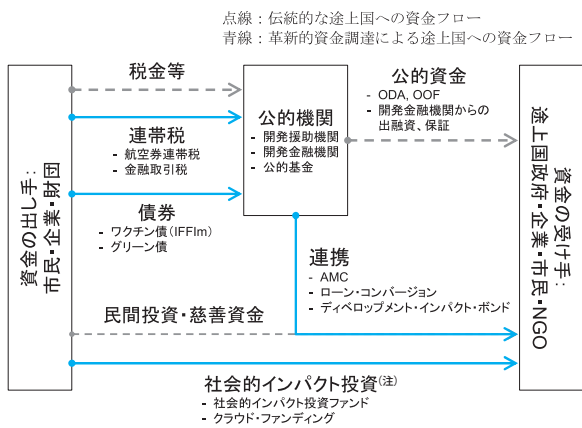 点線：伝統的な途上国への資金フロー
青線：革新的資金調達による途上国への資金フロー
資金の出し手：
市民・企業・財団
税金等
連帯税
- 航空券連帯税
- 金融取引税
債券
- ワクチン債(IFFIm)
- グリーン債
公的機関
- 開発援助機関
- 開発金融機関
- 公的基金
公的資金
- ODA, OOF
- 開発金融機関からの
出融資、保証
連携
- AMC
- ローン・コンバージョン
- ディベロップメント・インパクト・ボンド
民間投資・慈善資金
社会的インパクト投資(注)
- 社会的インパクト投資ファンド
- クラウド・ファンディング
資金の受け手：
途上国政府・企業・市民・NGO